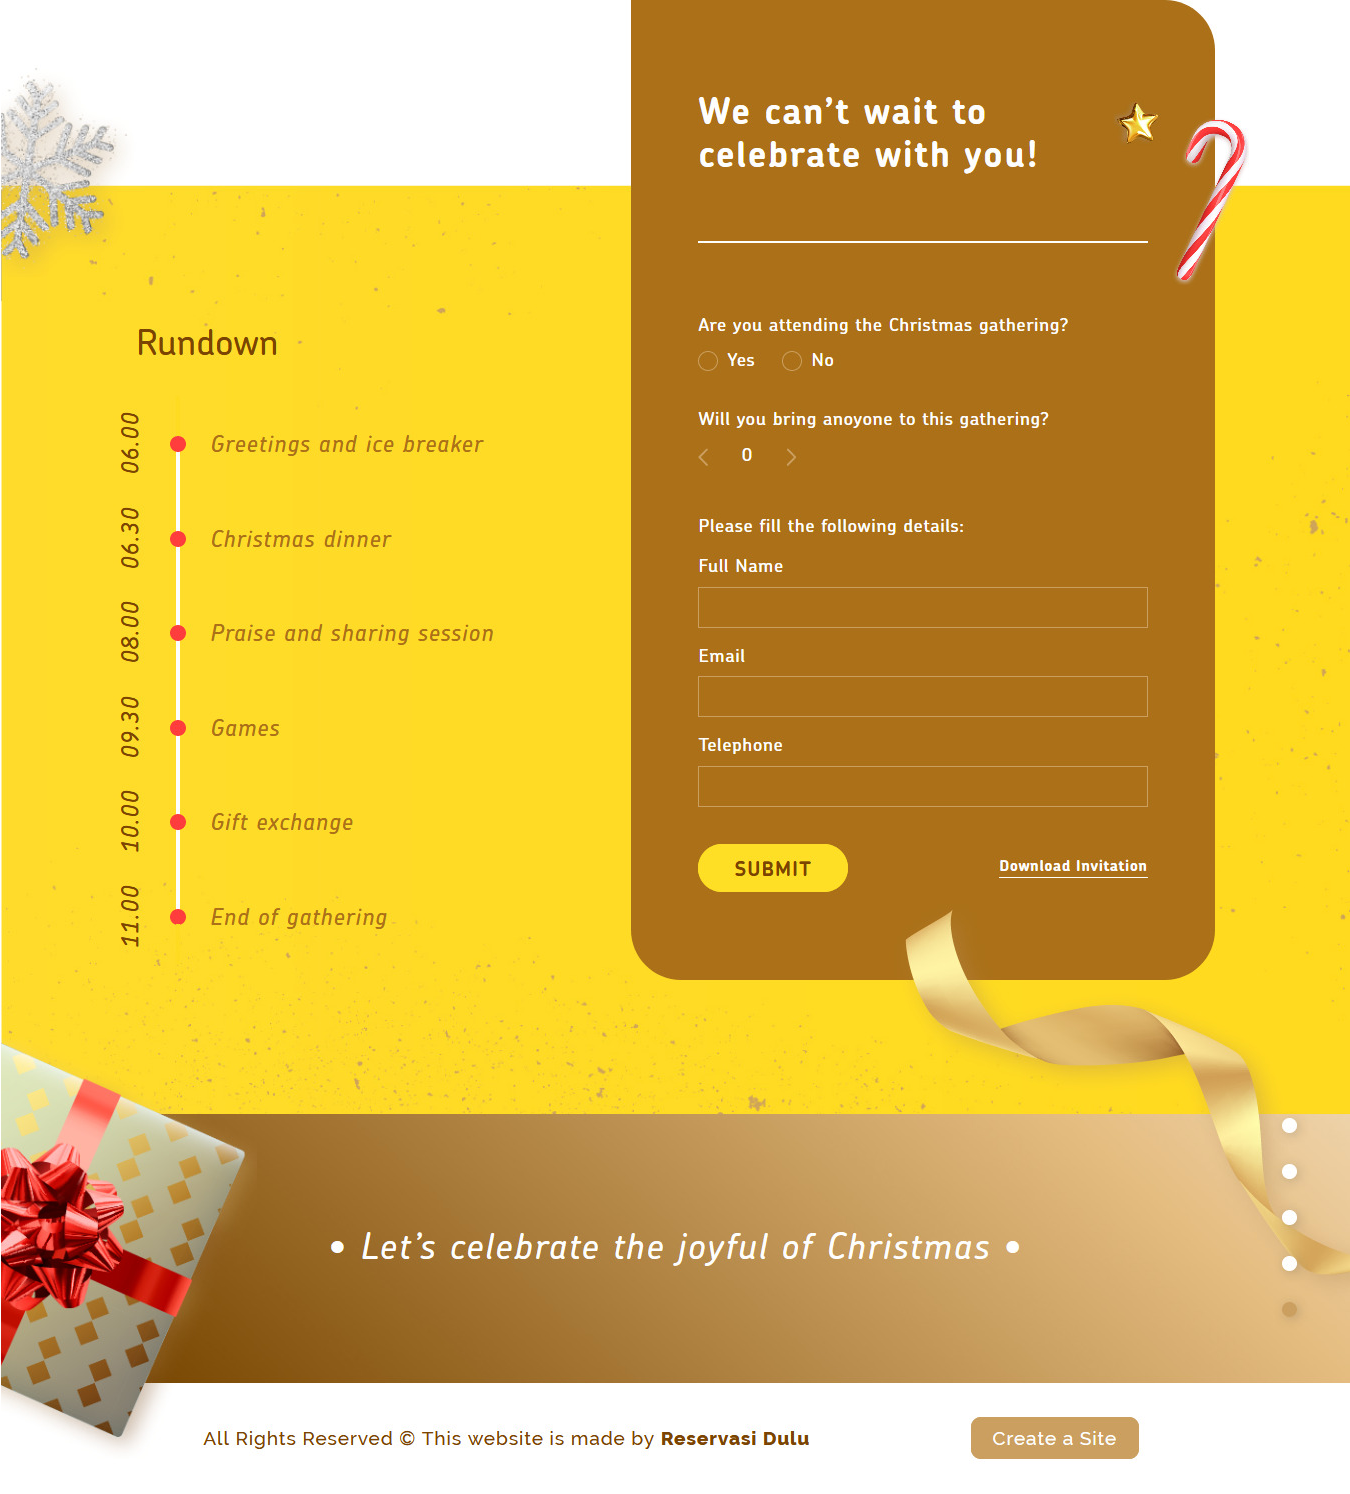 We can’t wait to
celebrate with you!
Are you attending the Christmas gathering?
Yes No
Will you bring anoyone to this gathering?
0
Please fill the following details:
Full Name
Email
Telephone
SUBMIT Download Invitation
Rundown
06.00 Greetings and ice breaker
06.30 Christmas dinner
08.00 Praise and sharing session
09.30 Games
10.00 Gift exchange
11.00 End of gathering
• Let’s celebrate the joyful of Christmas •
All Rights Reserved © This website is made by Reservasi Dulu
Create a Site